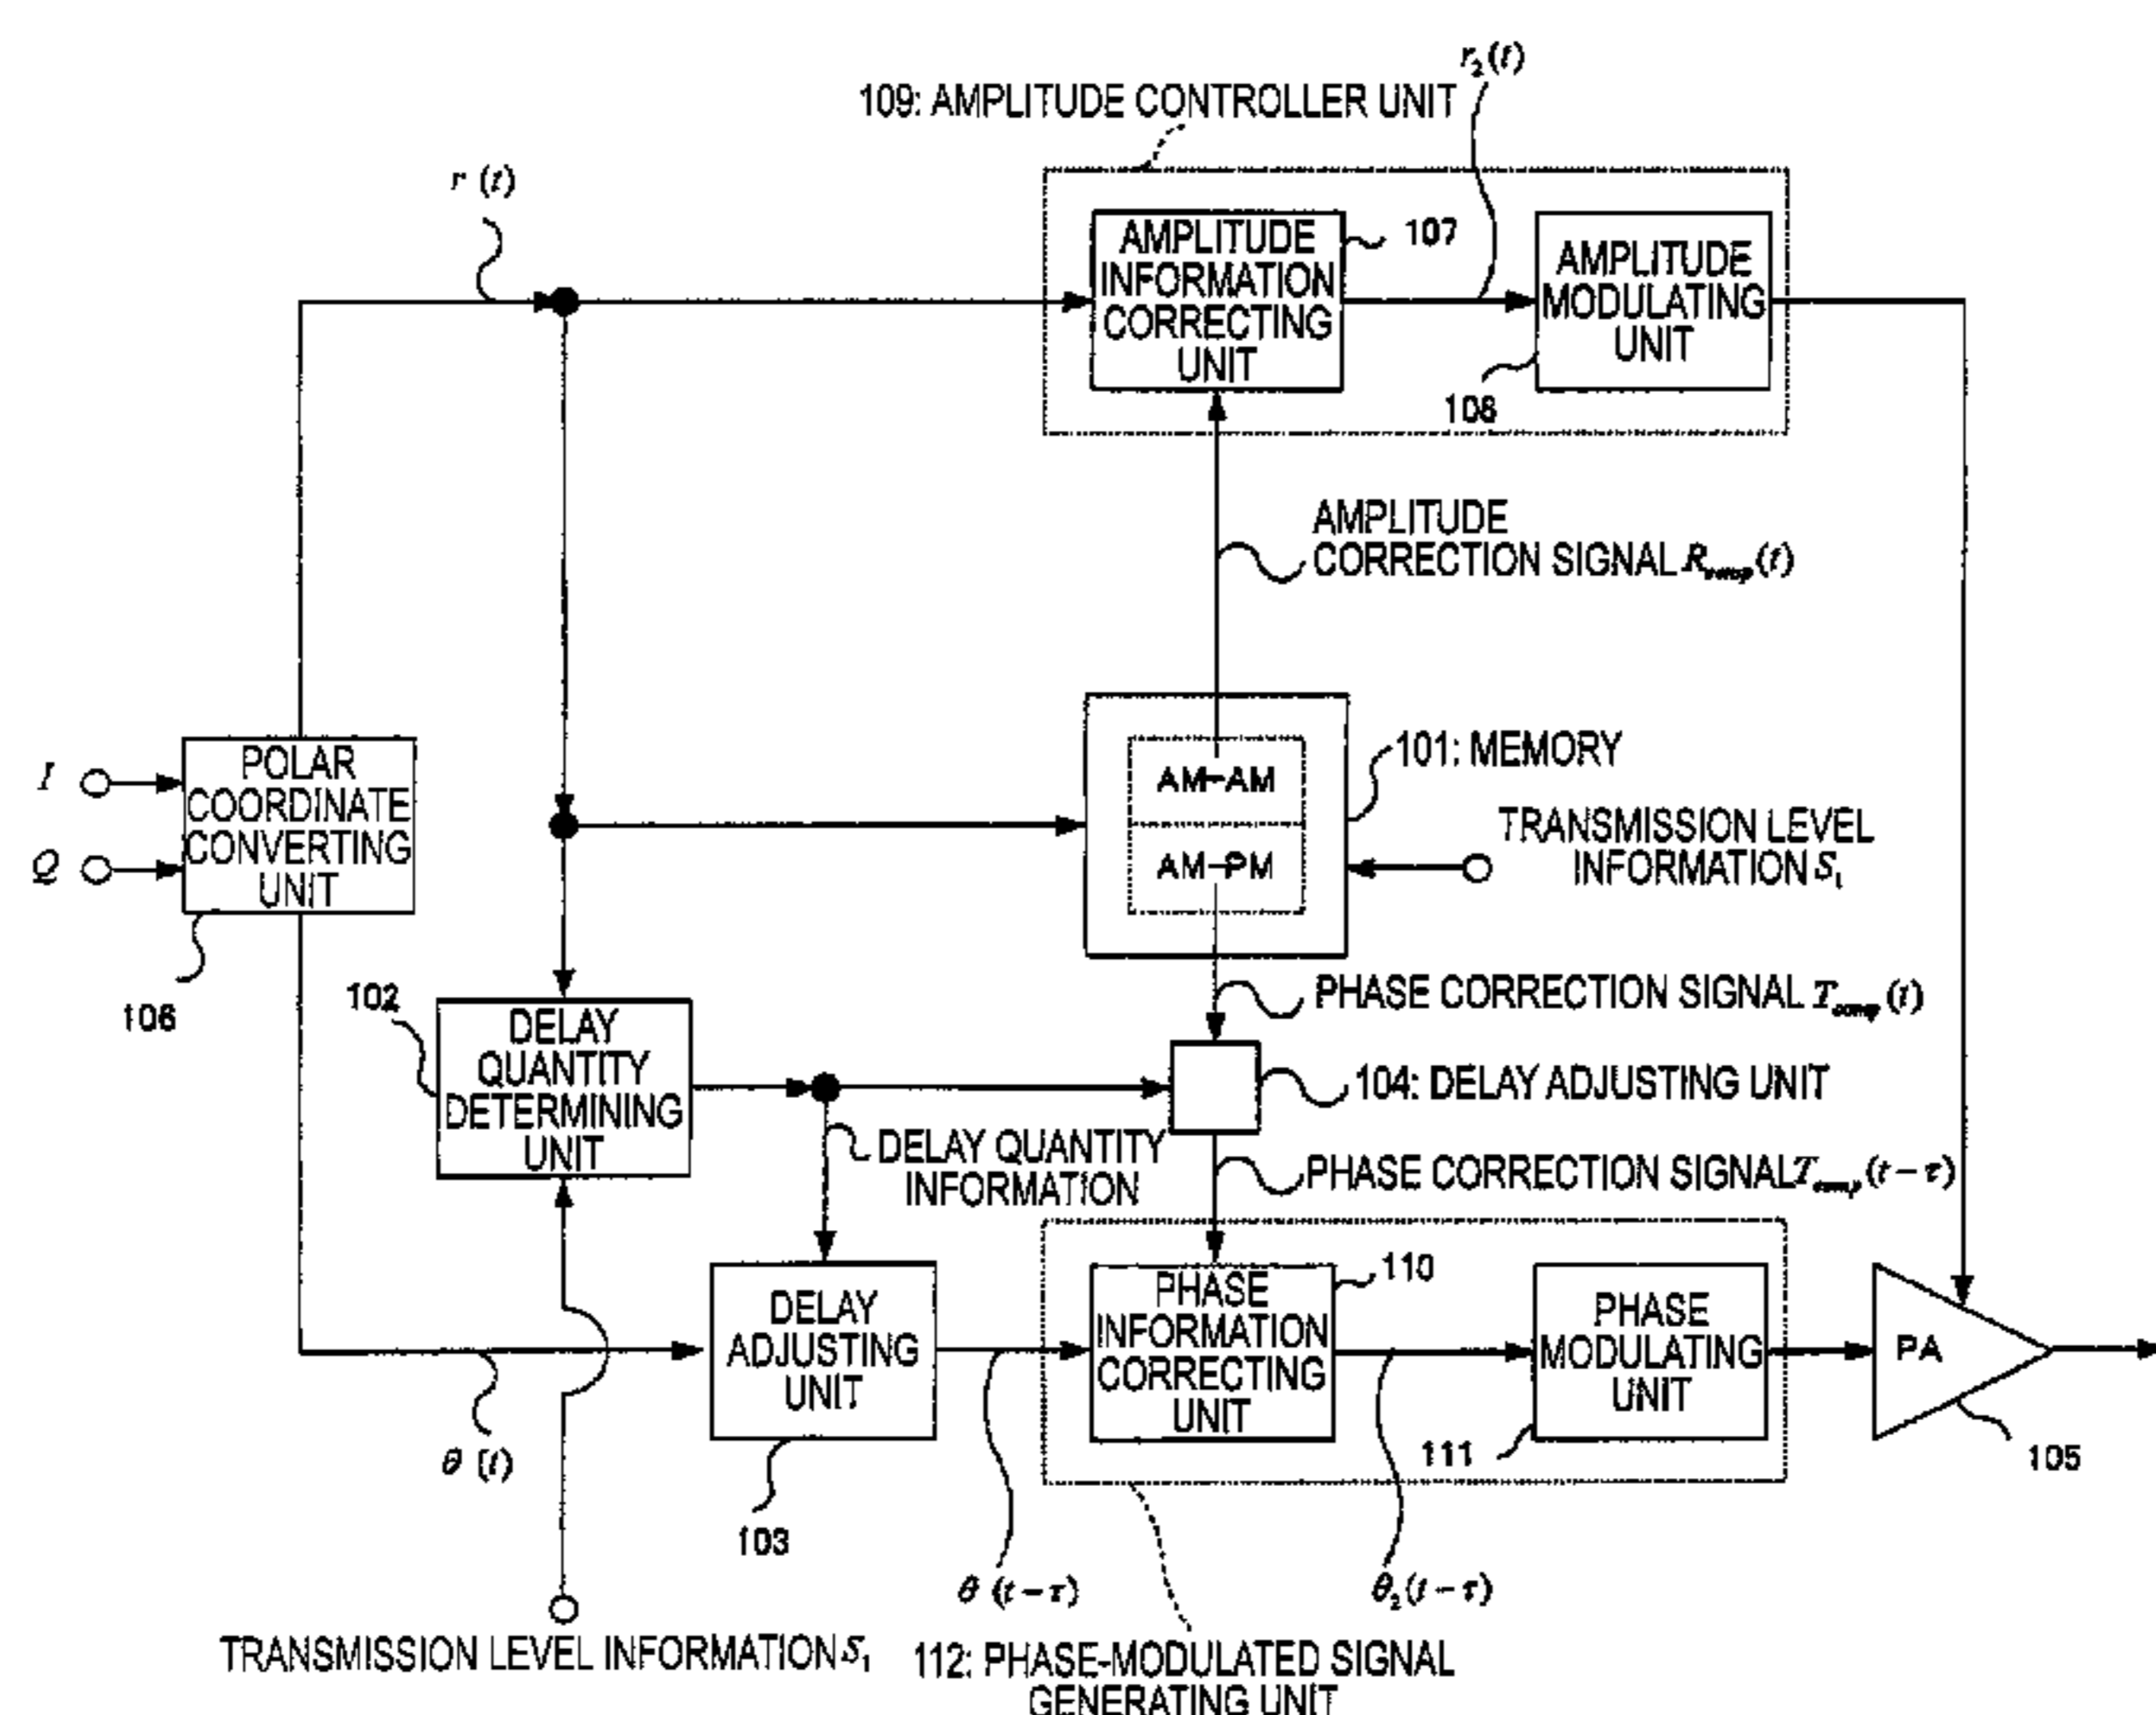 r₂(t)
109: AMPLITUDE CONTROLLER UNIT
r (t)
AMPLITUDE
INFORMATION
CORRECTING
UNIT
107
AMPLITUDE
MODULATING
UNIT
108
AMPLITUDE
CORRECTION SIGNAL R_comp(t)
I
Q
POLAR
COORDINATE
CONVERTING
UNIT
106
AM-AM
AM-PM
101: MEMORY
TRANSMISSION LEVEL
INFORMATION S₁
102
DELAY
QUANTITY
DETERMINING
UNIT
PHASE CORRECTION SIGNAL T_comp(t)
104: DELAY ADJUSTING UNIT
DELAY QUANTITY
INFORMATION
PHASE CORRECTION SIGNAL T_comp(t-τ)
DELAY
ADJUSTING
UNIT
103
PHASE
INFORMATION
CORRECTING
UNIT
110
PHASE
MODULATING
UNIT
111
PA
105
θ (t)
θ (t-τ)
θ₂(t-τ)
TRANSMISSION LEVEL INFORMATION S₁
112: PHASE-MODULATED SIGNAL
GENERATING UNIT